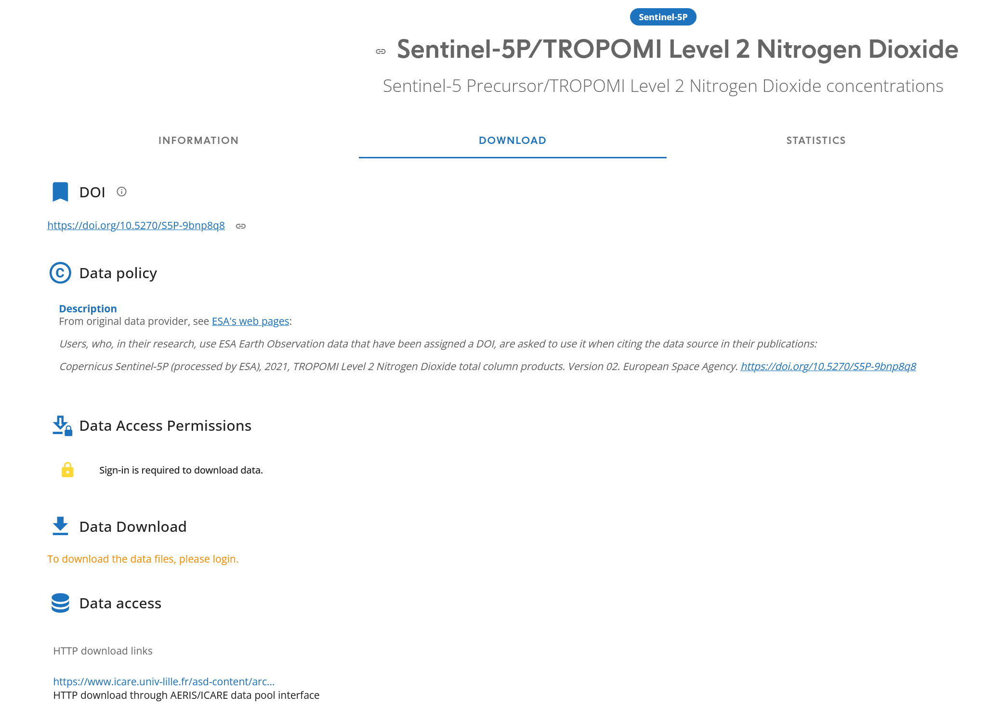 Sentinel-5P
Sentinel-5P/TROPOMI Level 2 Nitrogen Dioxide
Sentinel-5 Precursor/TROPOMI Level 2 Nitrogen Dioxide concentrations
INFORMATION
DOWNLOAD
STATISTICS
DOI
https://doi.org/10.5270/S5P-9bnp8q8
Data policy
Description
From original data provider, see ESA's web pages:
Users, who, in their research, use ESA Earth Observation data that have been assigned a DOI, are asked to use it when citing the data source in their publications:
Copernicus Sentinel-5P (processed by ESA), 2021, TROPOMI Level 2 Nitrogen Dioxide total column products. Version 02. European Space Agency. https://doi.org/10.5270/S5P-9bnp8q8
Data Access Permissions
Sign-in is required to download data.
Data Download
To download the data files, please login.
Data access
HTTP download links
https://www.icare.univ-lille.fr/asd-content/arc...
HTTP download through AERIS/ICARE data pool interface